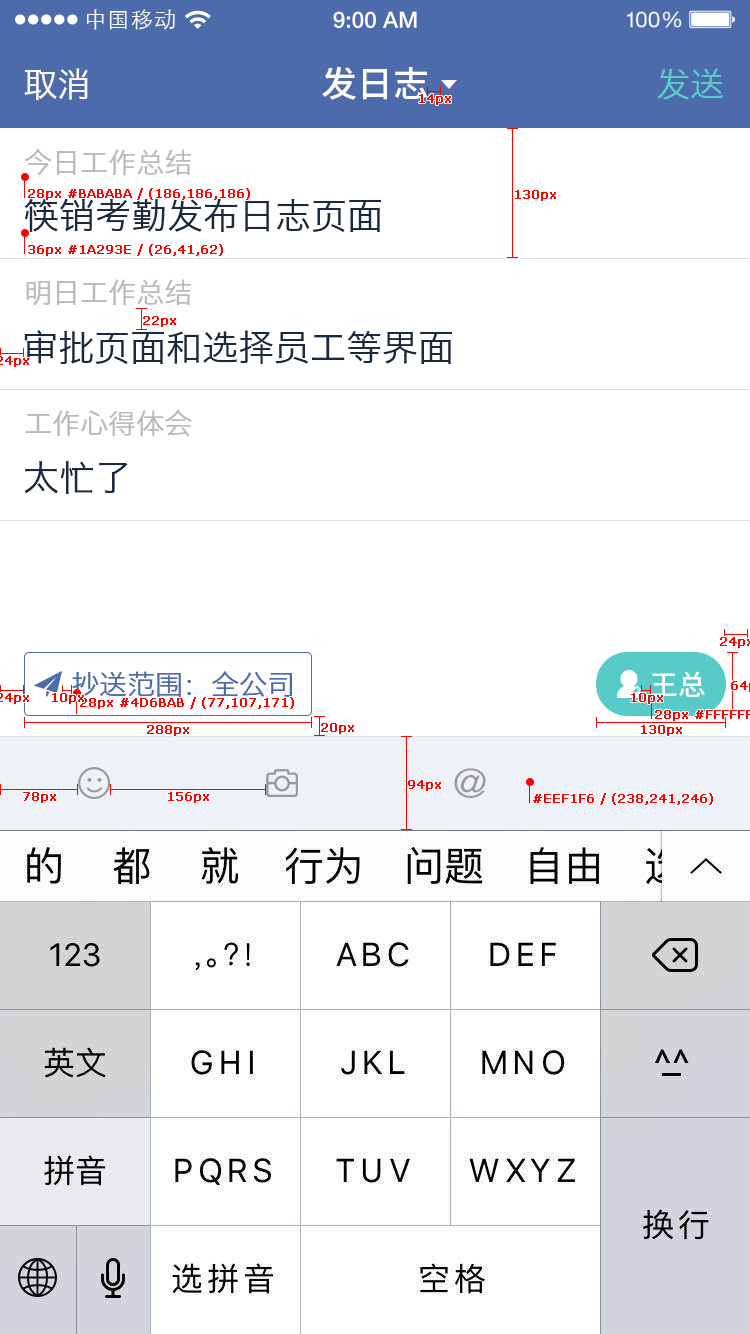 中国移动 9:00 AM 100%
取消 发日志 发送
14px
今日工作总结
28px #BABABA / (186,186,186)
130px
筷销考勤发布日志页面
36px #1A293E / (26,41,62)
明日工作总结
22px
24px 审批页面和选择员工等界面
工作心得体会
太忙了
24px
抄送范围：全公司 王总
64
24px 10px 28px #4D6BAB / (77,107,171) 10px
28px #FFFFFF
288px 20px 130px
@
94px
78px 156px #EEF1F6 / (238,241,246)
的 都 就 行为 问题 自由
123 ,。?! ABC DEF
英文 GHI JKL MNO ^^
拼音 PQRS TUV WXYZ
换行
选拼音 空格